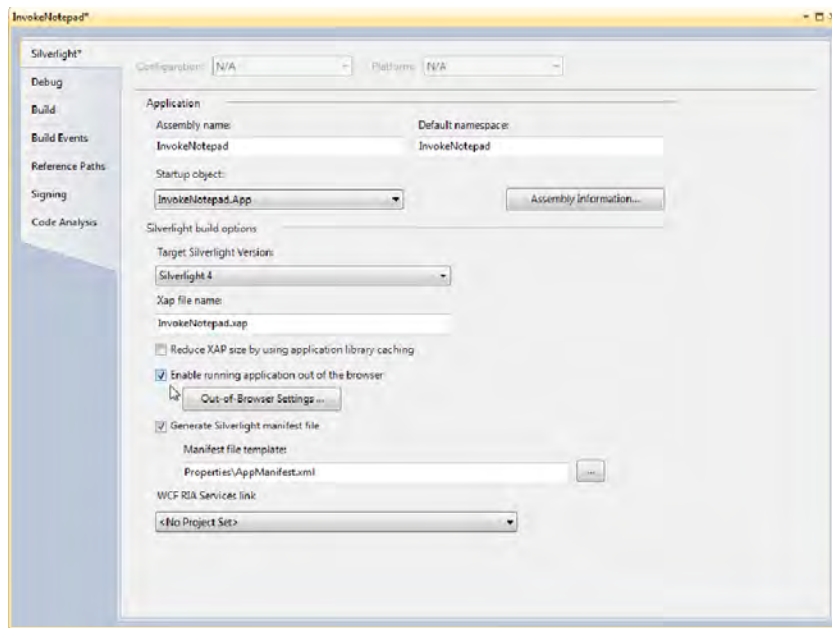 InvokeNotepad*
Silverlight*
Debug
Build
Build Events
Reference Paths
Signing
Code Analysis
Configuration: N/A Platform: N/A
Application
Assembly name: Default namespace:
InvokeNotepad InvokeNotepad
Startup object:
InvokeNotepad.App Assembly Information...
Silverlight build options
Target Silverlight Version:
Silverlight 4
Xap file name:
InvokeNotepad.xap
Reduce XAP size by using application library caching
Enable running application out of the browser
Out-of-Browser Settings...
Generate Silverlight manifest file
Manifest file template:
Properties\AppManifest.xml ...
WCF RIA Services link
<No Project Set>